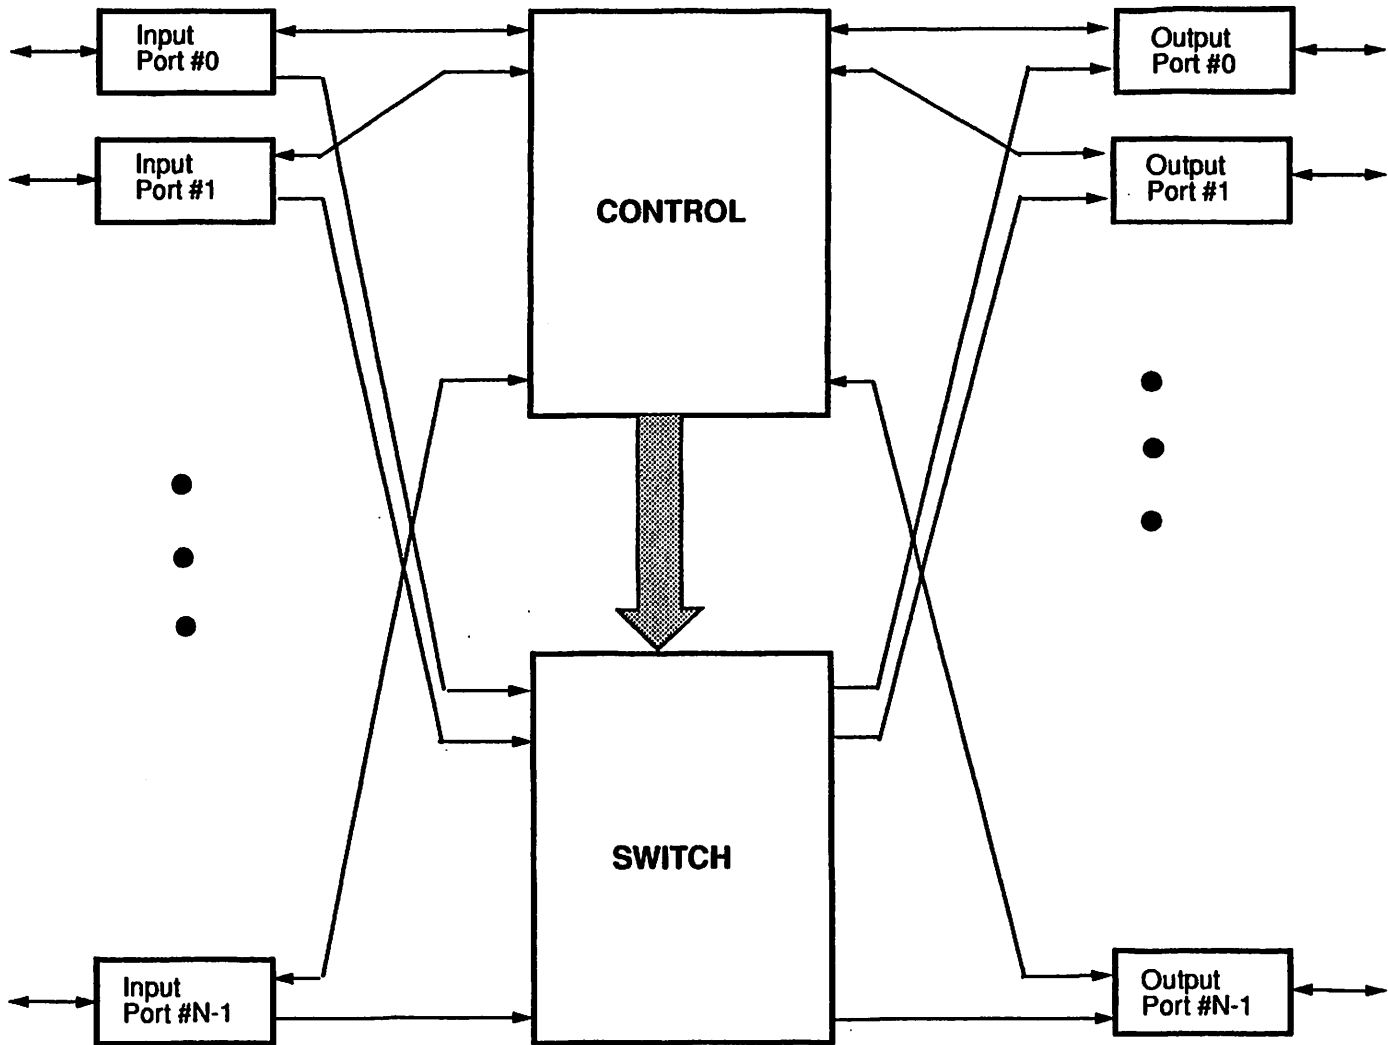 Input
Port #0
Output
Port #0
Input
Port #1
Output
Port #1
CONTROL
SWITCH
Input
Port #N-1
Output
Port #N-1